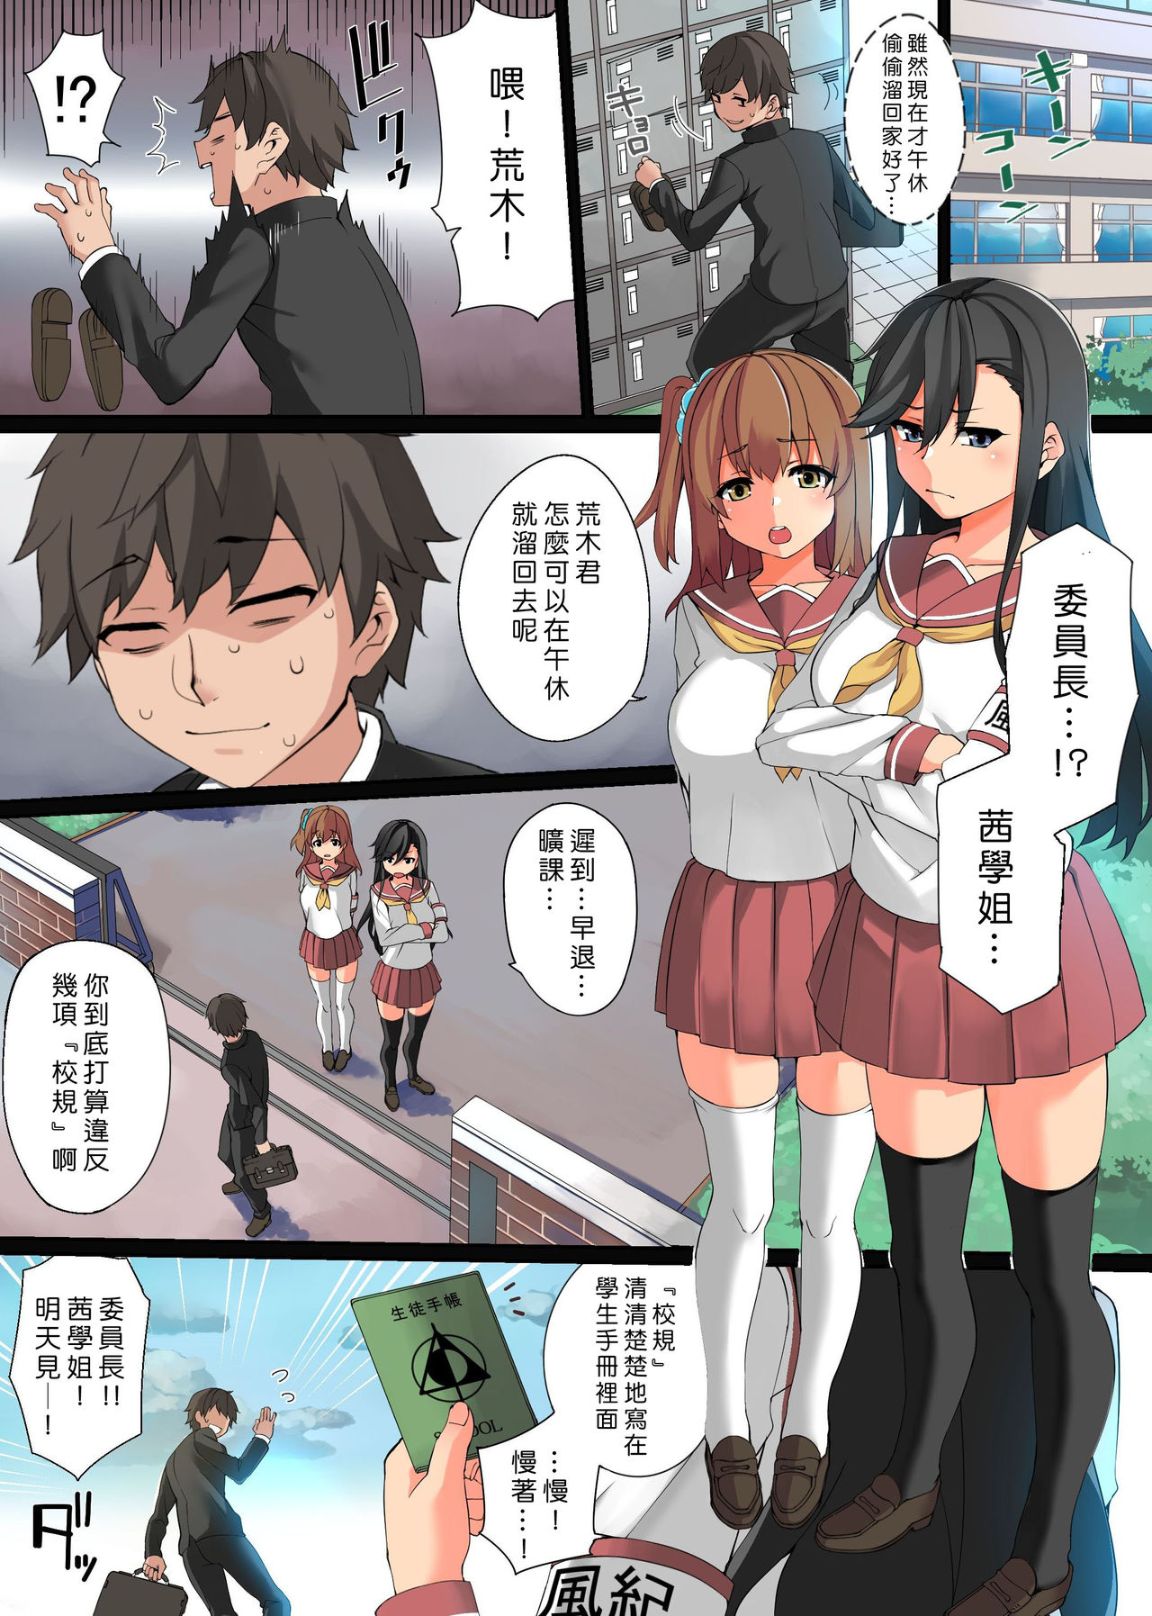 キーン
コーン
雖然現在才午休
偷偷溜回家好了…
キョロ
喂！荒木！
ビクゥ
!?
委員長…!?
茜學姐…
風
荒木君
怎麼可以在午休
就溜回去呢
遲到…早退…
曠課…
你到底打算違反
幾項『校規』啊
『校規』
清清楚楚地寫在
學生手冊裡面
生徒手帳
…慢！
慢著…！
風紀
委員長!!
茜學姐！
明天見─！
ダッ